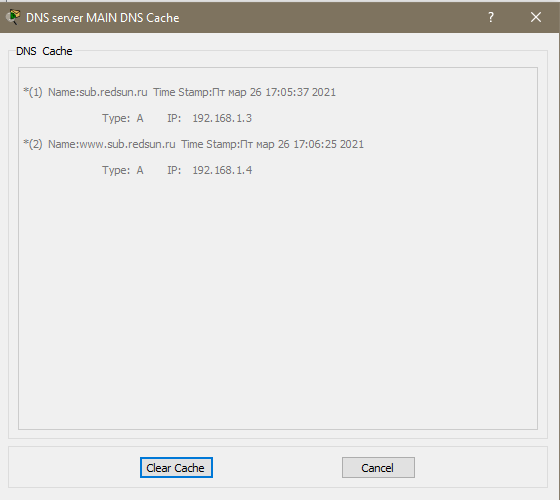 DNS server MAIN DNS Cache ?
DNS Cache
*(1) Name:sub.redsun.ru Time Stamp:Пт мар 26 17:05:37 2021
Type: A IP: 192.168.1.3
*(2) Name:www.sub.redsun.ru Time Stamp:Пт мар 26 17:06:25 2021
Type: A IP: 192.168.1.4
Clear Cache Cancel